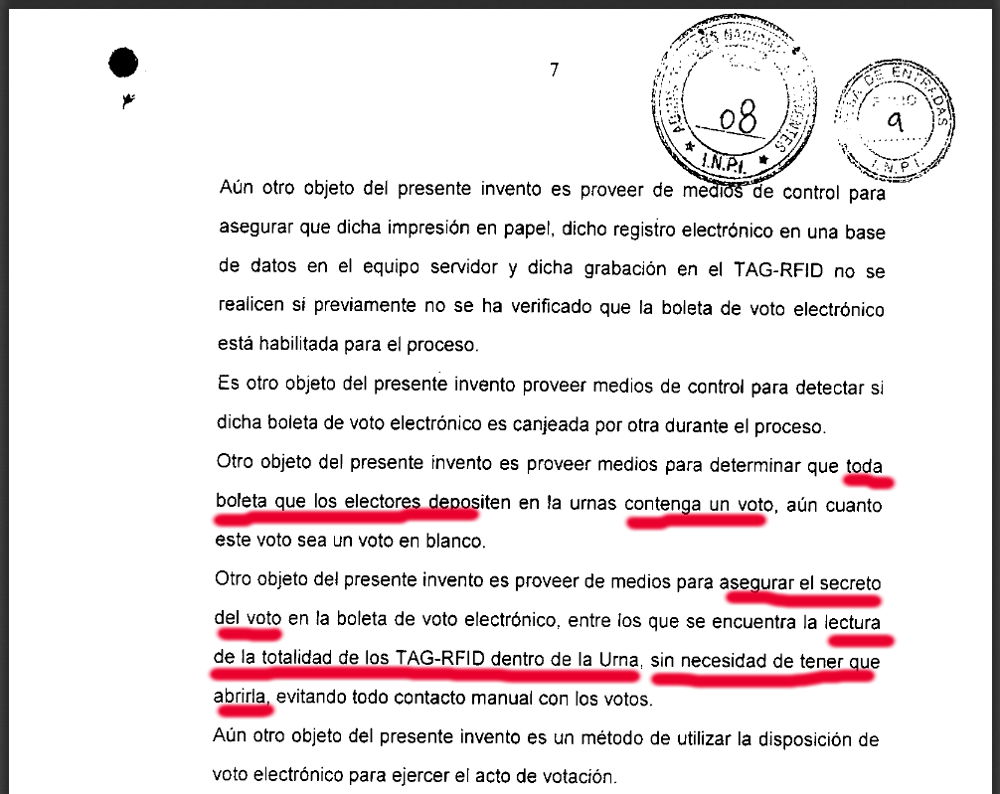 7
NACION
08
★ I.N.P.I. ★
DE ENTRADAS
9
I.N.P.I.
Aún otro objeto del presente invento es proveer de medios de control para
asegurar que dicha impresión en papel, dicho registro electrónico en una base
de datos en el equipo servidor y dicha grabación en el TAG-RFID no se
realicen si previamente no se ha verificado que la boleta de voto electrónico
está habilitada para el proceso.
Es otro objeto del presente invento proveer medios de control para detectar si
dicha boleta de voto electrónico es canjeada por otra durante el proceso.
Otro objeto del presente invento es proveer medios para determinar que toda
boleta que los electores depositen en la urnas contenga un voto, aún cuanto
este voto sea un voto en blanco.
Otro objeto del presente invento es proveer de medios para asegurar el secreto
del voto en la boleta de voto electrónico, entre los que se encuentra la lectura
de la totalidad de los TAG-RFID dentro de la Urna, sin necesidad de tener que
abrirla, evitando todo contacto manual con los votos.
Aún otro objeto del presente invento es un método de utilizar la disposición de
voto electrónico para ejercer el acto de votación.